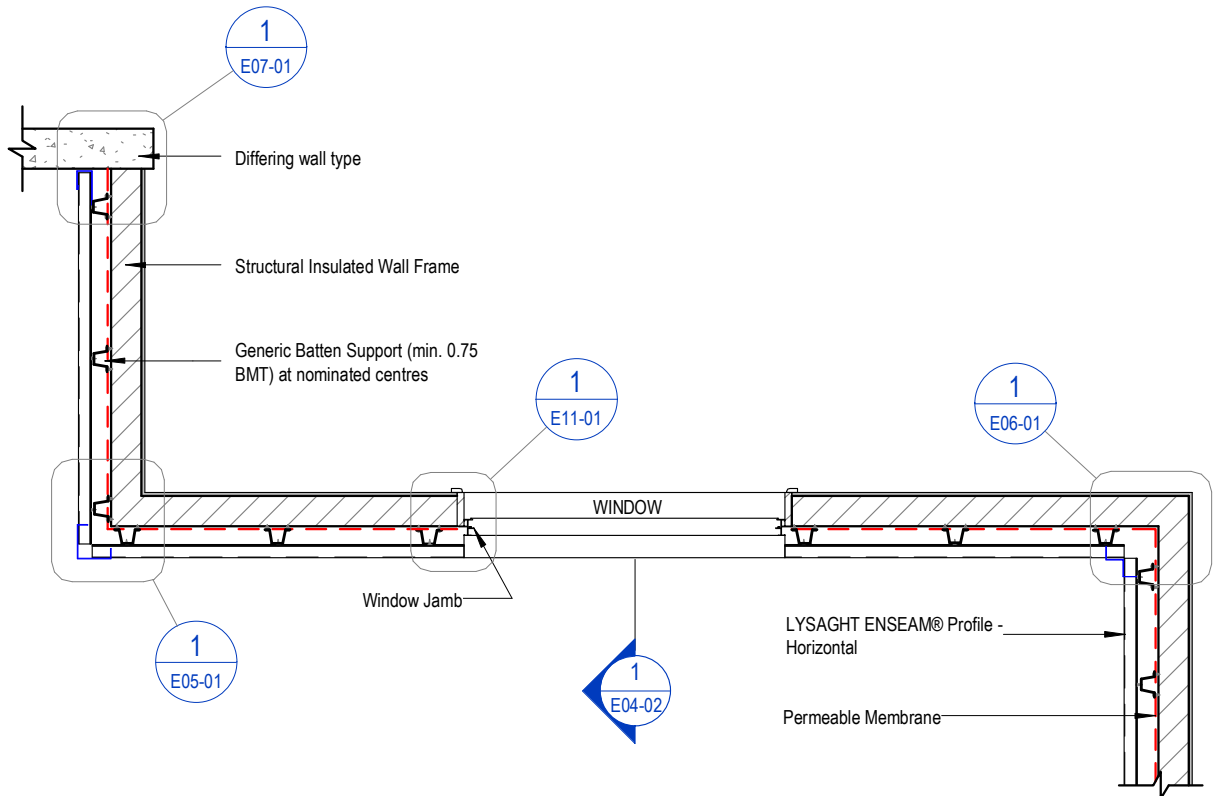 1
E07-01
Differing wall type
Structural Insulated Wall Frame
Generic Batten Support (min. 0.75
BMT) at nominated centres
1
E11-01
1
E06-01
WINDOW
Window Jamb
1
E05-01
1
E04-02
LYSAGHT ENSEAM® Profile -
Horizontal
Permeable Membrane